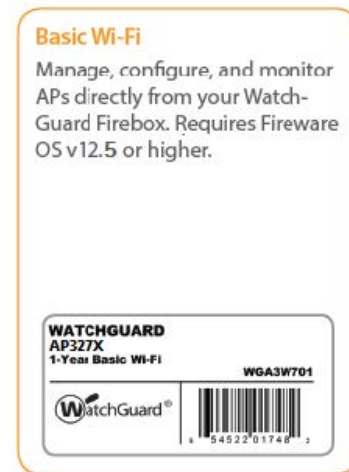 Basic Wi-Fi
Manage, configure, and monitor
APs directly from your Watch-
Guard Firebox. Requires Fireware
OS v12.5 or higher.
WATCHGUARD
AP327X
1-Year Basic Wi-Fi
WGA3W701
WatchGuard®
54522 01748